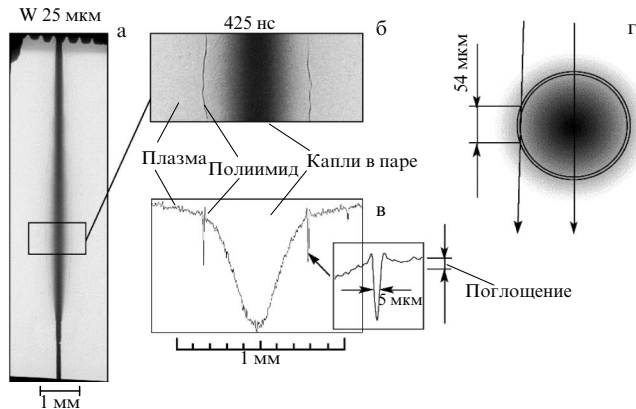 W 25 мкм
а
425 нс
б
г
54 мкм
Плазма
Полиимид
Капли в паре
в
5 мкм
Поглощение
1 мм
1 мм